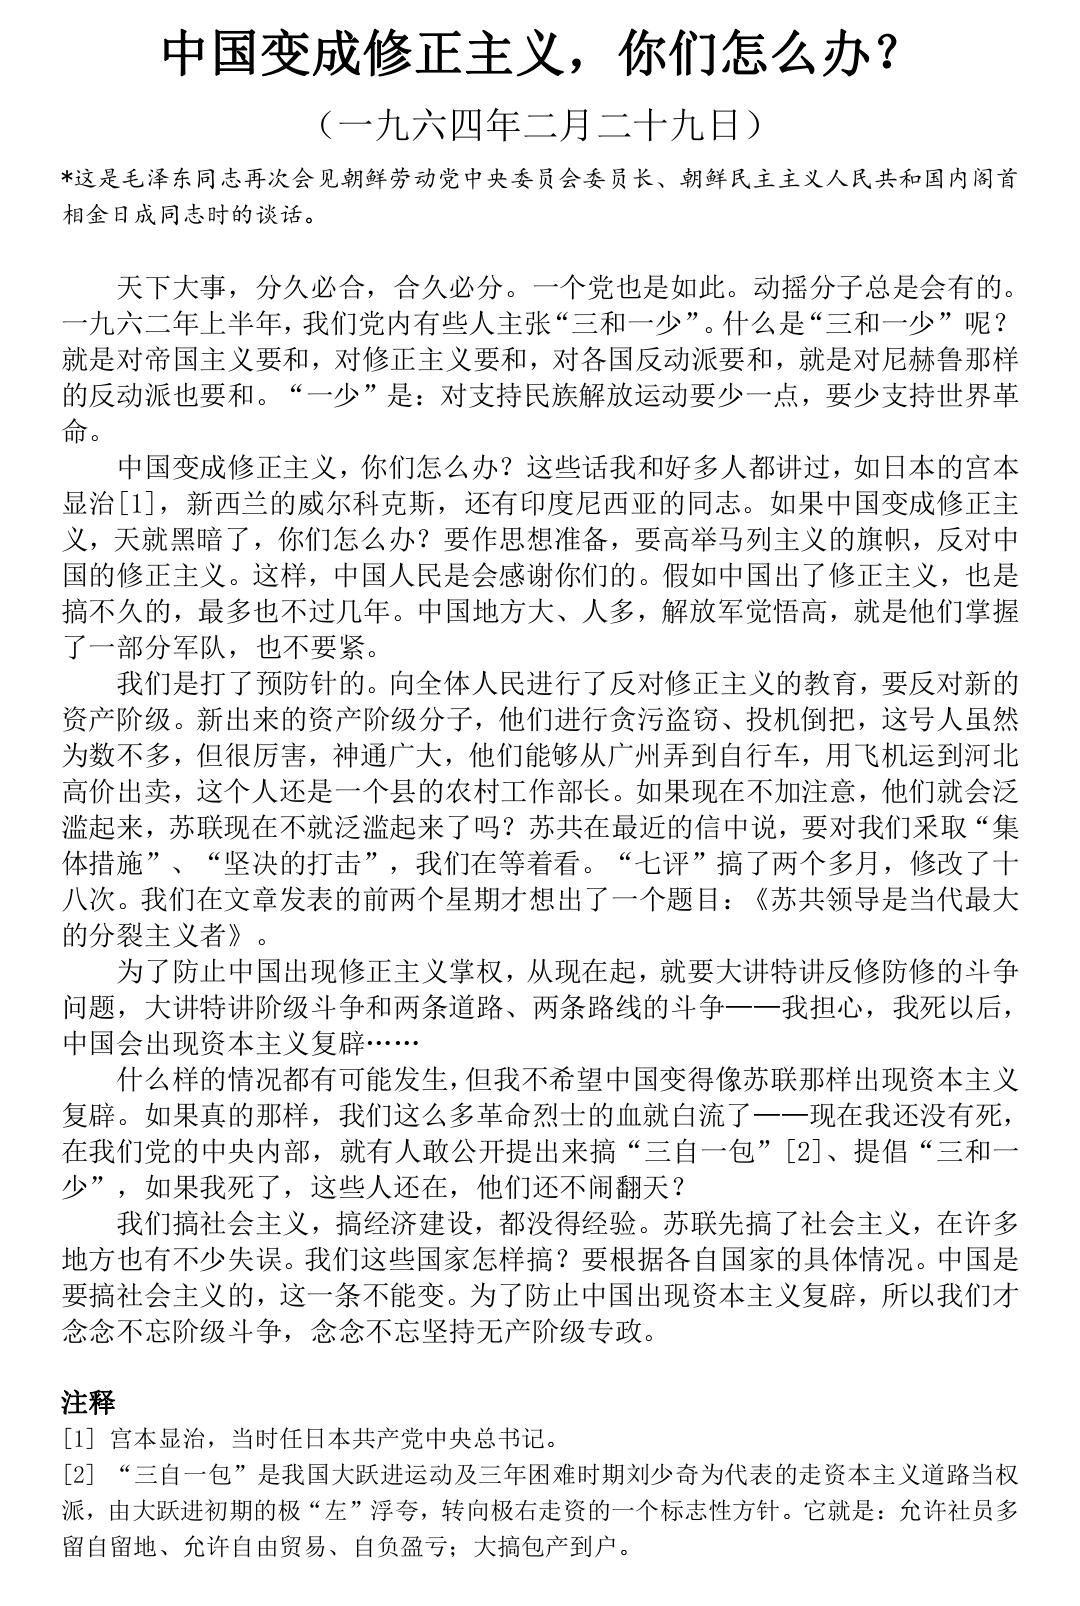 中国变成修正主义，你们怎么办？
（一九六四年二月二十九日）
*这是毛泽东同志再次会见朝鲜劳动党中央委员会委员长、朝鲜民主主义人民共和国内阁首
相金日成同志时的谈话。
天下大事，分久必合，合久必分。一个党也是如此。动摇分子总是会有的。
一九六二年上半年，我们党内有些人主张“三和一少”。什么是“三和一少”呢？
就是对帝国主义要和，对修正主义要和，对各国反动派要和，就是对尼赫鲁那样
的反动派也要和。“一少”是：对支持民族解放运动要少一点，要少支持世界革
命。
中国变成修正主义，你们怎么办？这些话我和好多人都讲过，如日本的宫本
显治[1]，新西兰的威尔科克斯，还有印度尼西亚的同志。如果中国变成修正主
义，天就黑暗了，你们怎么办？要作思想准备，要高举马列主义的旗帜，反对中
国的修正主义。这样，中国人民是会感谢你们的。假如中国出了修正主义，也是
搞不久的，最多也不过几年。中国地方大、人多，解放军觉悟高，就是他们掌握
了一部分军队，也不要紧。
我们是打了预防针的。向全体人民进行了反对修正主义的教育，要反对新的
资产阶级。新出来的资产阶级分子，他们进行贪污盗窃、投机倒把，这号人虽然
为数不多，但很厉害，神通广大，他们能够从广州弄到自行车，用飞机运到河北
高价出卖，这个人还是一个县的农村工作部长。如果现在不加注意，他们就会泛
滥起来，苏联现在不就泛滥起来了吗？苏共在最近的信中说，要对我们采取“集
体措施”、“坚决的打击”，我们在等着看。“七评”搞了两个多月，修改了十
八次。我们在文章发表的前两个星期才想出了一个题目：《苏共领导是当代最大
的分裂主义者》。
为了防止中国出现修正主义掌权，从现在起，就要大讲特讲反修防修的斗争
问题，大讲特讲阶级斗争和两条道路、两条路线的斗争——我担心，我死以后，
中国会出现资本主义复辟……
什么样的情况都有可能发生，但我不希望中国变得像苏联那样出现资本主义
复辟。如果真的那样，我们这么多革命烈士的血就白流了——现在我还没有死，
在我们党的中央内部，就有人敢公开提出来搞“三自一包”[2]、提倡“三和一
少”，如果我死了，这些人还在，他们还不闹翻天？
我们搞社会主义，搞经济建设，都没得经验。苏联先搞了社会主义，在许多
地方也有不少失误。我们这些国家怎样搞？要根据各自国家的具体情况。中国是
要搞社会主义的，这一条不能变。为了防止中国出现资本主义复辟，所以我们才
念念不忘阶级斗争，念念不忘坚持无产阶级专政。
注释
[1] 宫本显治，当时任日本共产党中央总书记。
[2] “三自一包”是我国大跃进运动及三年困难时期刘少奇为代表的走资本主义道路当权
派，由大跃进初期的极“左”浮夸，转向极右走资的一个标志性方针。它就是：允许社员多
留自留地、允许自由贸易、自负盈亏；大搞包产到户。